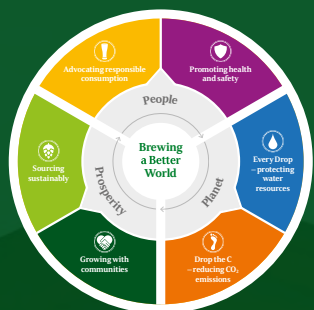 Advocating responsible
consumption
Promoting health
and safety
People
Sourcing
sustainably
Brewing
a Better
World
Every Drop
– protecting
water
resources
Prosperity
Planet
Growing with
communities
Drop the C
– reducing CO₂
emissions